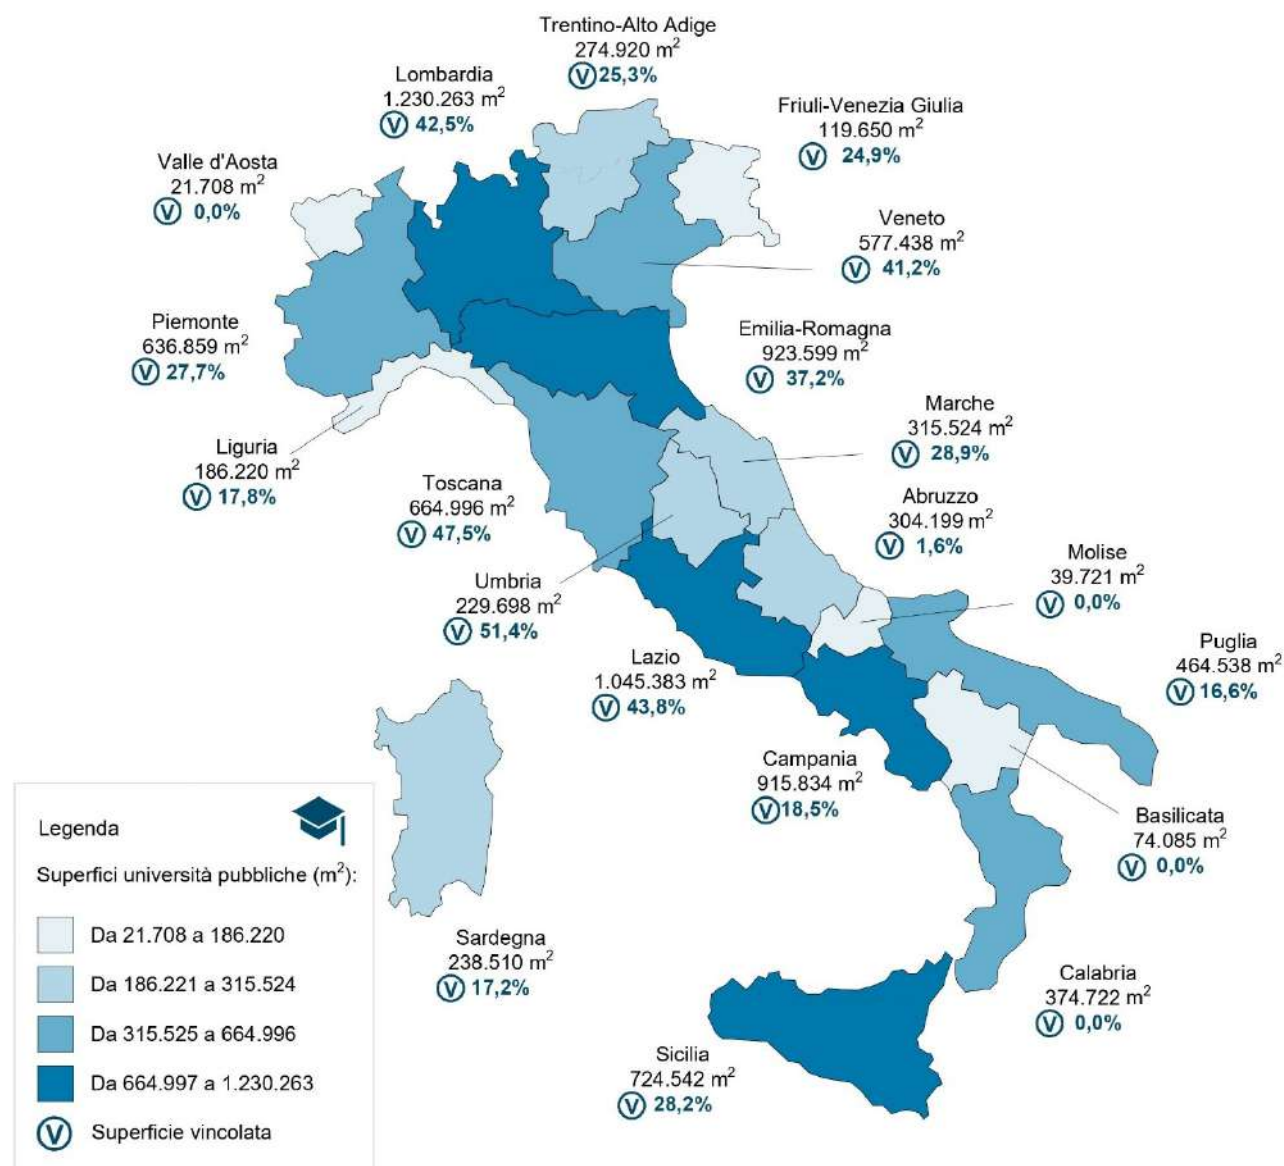 Trentino-Alto Adige
274.920 m²
V 25,3%
Lombardia
1.230.263 m²
V 42,5%
Friuli-Venezia Giulia
119.650 m²
V 24,9%
Valle d'Aosta
21.708 m²
V 0,0%
Veneto
577.438 m²
V 41,2%
Piemonte
636.859 m²
V 27,7%
Emilia-Romagna
923.599 m²
V 37,2%
Marche
315.524 m²
V 28,9%
Liguria
186.220 m²
V 17,8%
Toscana
664.996 m²
V 47,5%
Abruzzo
304.199 m²
V 1,6%
Molise
39.721 m²
V 0,0%
Umbria
229.698 m²
V 51,4%
Puglia
464.538 m²
V 16,6%
Lazio
1.045.383 m²
V 43,8%
Campania
915.834 m²
V 18,5%
Basilicata
74.085 m²
V 0,0%
Sardegna
238.510 m²
V 17,2%
Calabria
374.722 m²
V 0,0%
Sicilia
724.542 m²
V 28,2%
Legenda
Superfici università pubbliche (m²):
Da 21.708 a 186.220
Da 186.221 a 315.524
Da 315.525 a 664.996
Da 664.997 a 1.230.263
V Superficie vincolata